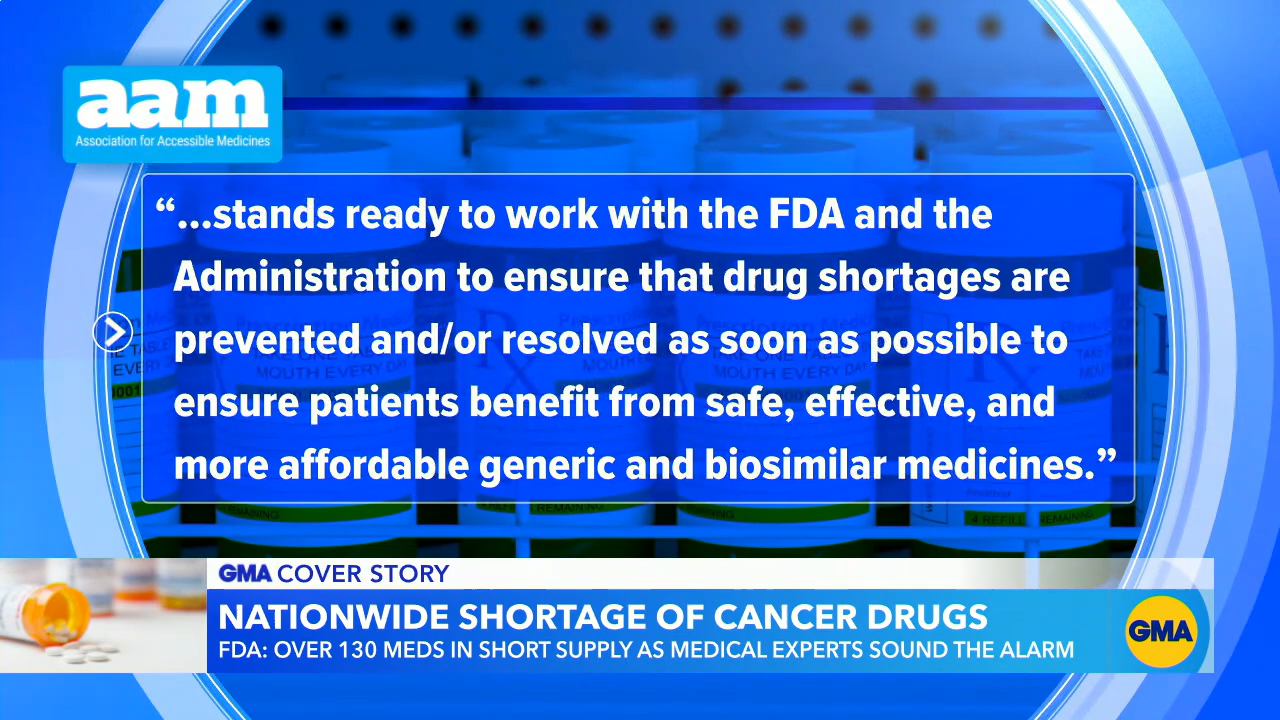 aam
Association for Accessible Medicines
“...stands ready to work with the FDA and the
Administration to ensure that drug shortages are
prevented and/or resolved as soon as possible to
ensure patients benefit from safe, effective, and
more affordable generic and biosimilar medicines.”
GMA COVER STORY
NATIONWIDE SHORTAGE OF CANCER DRUGS
FDA: OVER 130 MEDS IN SHORT SUPPLY AS MEDICAL EXPERTS SOUND THE ALARM
GMA